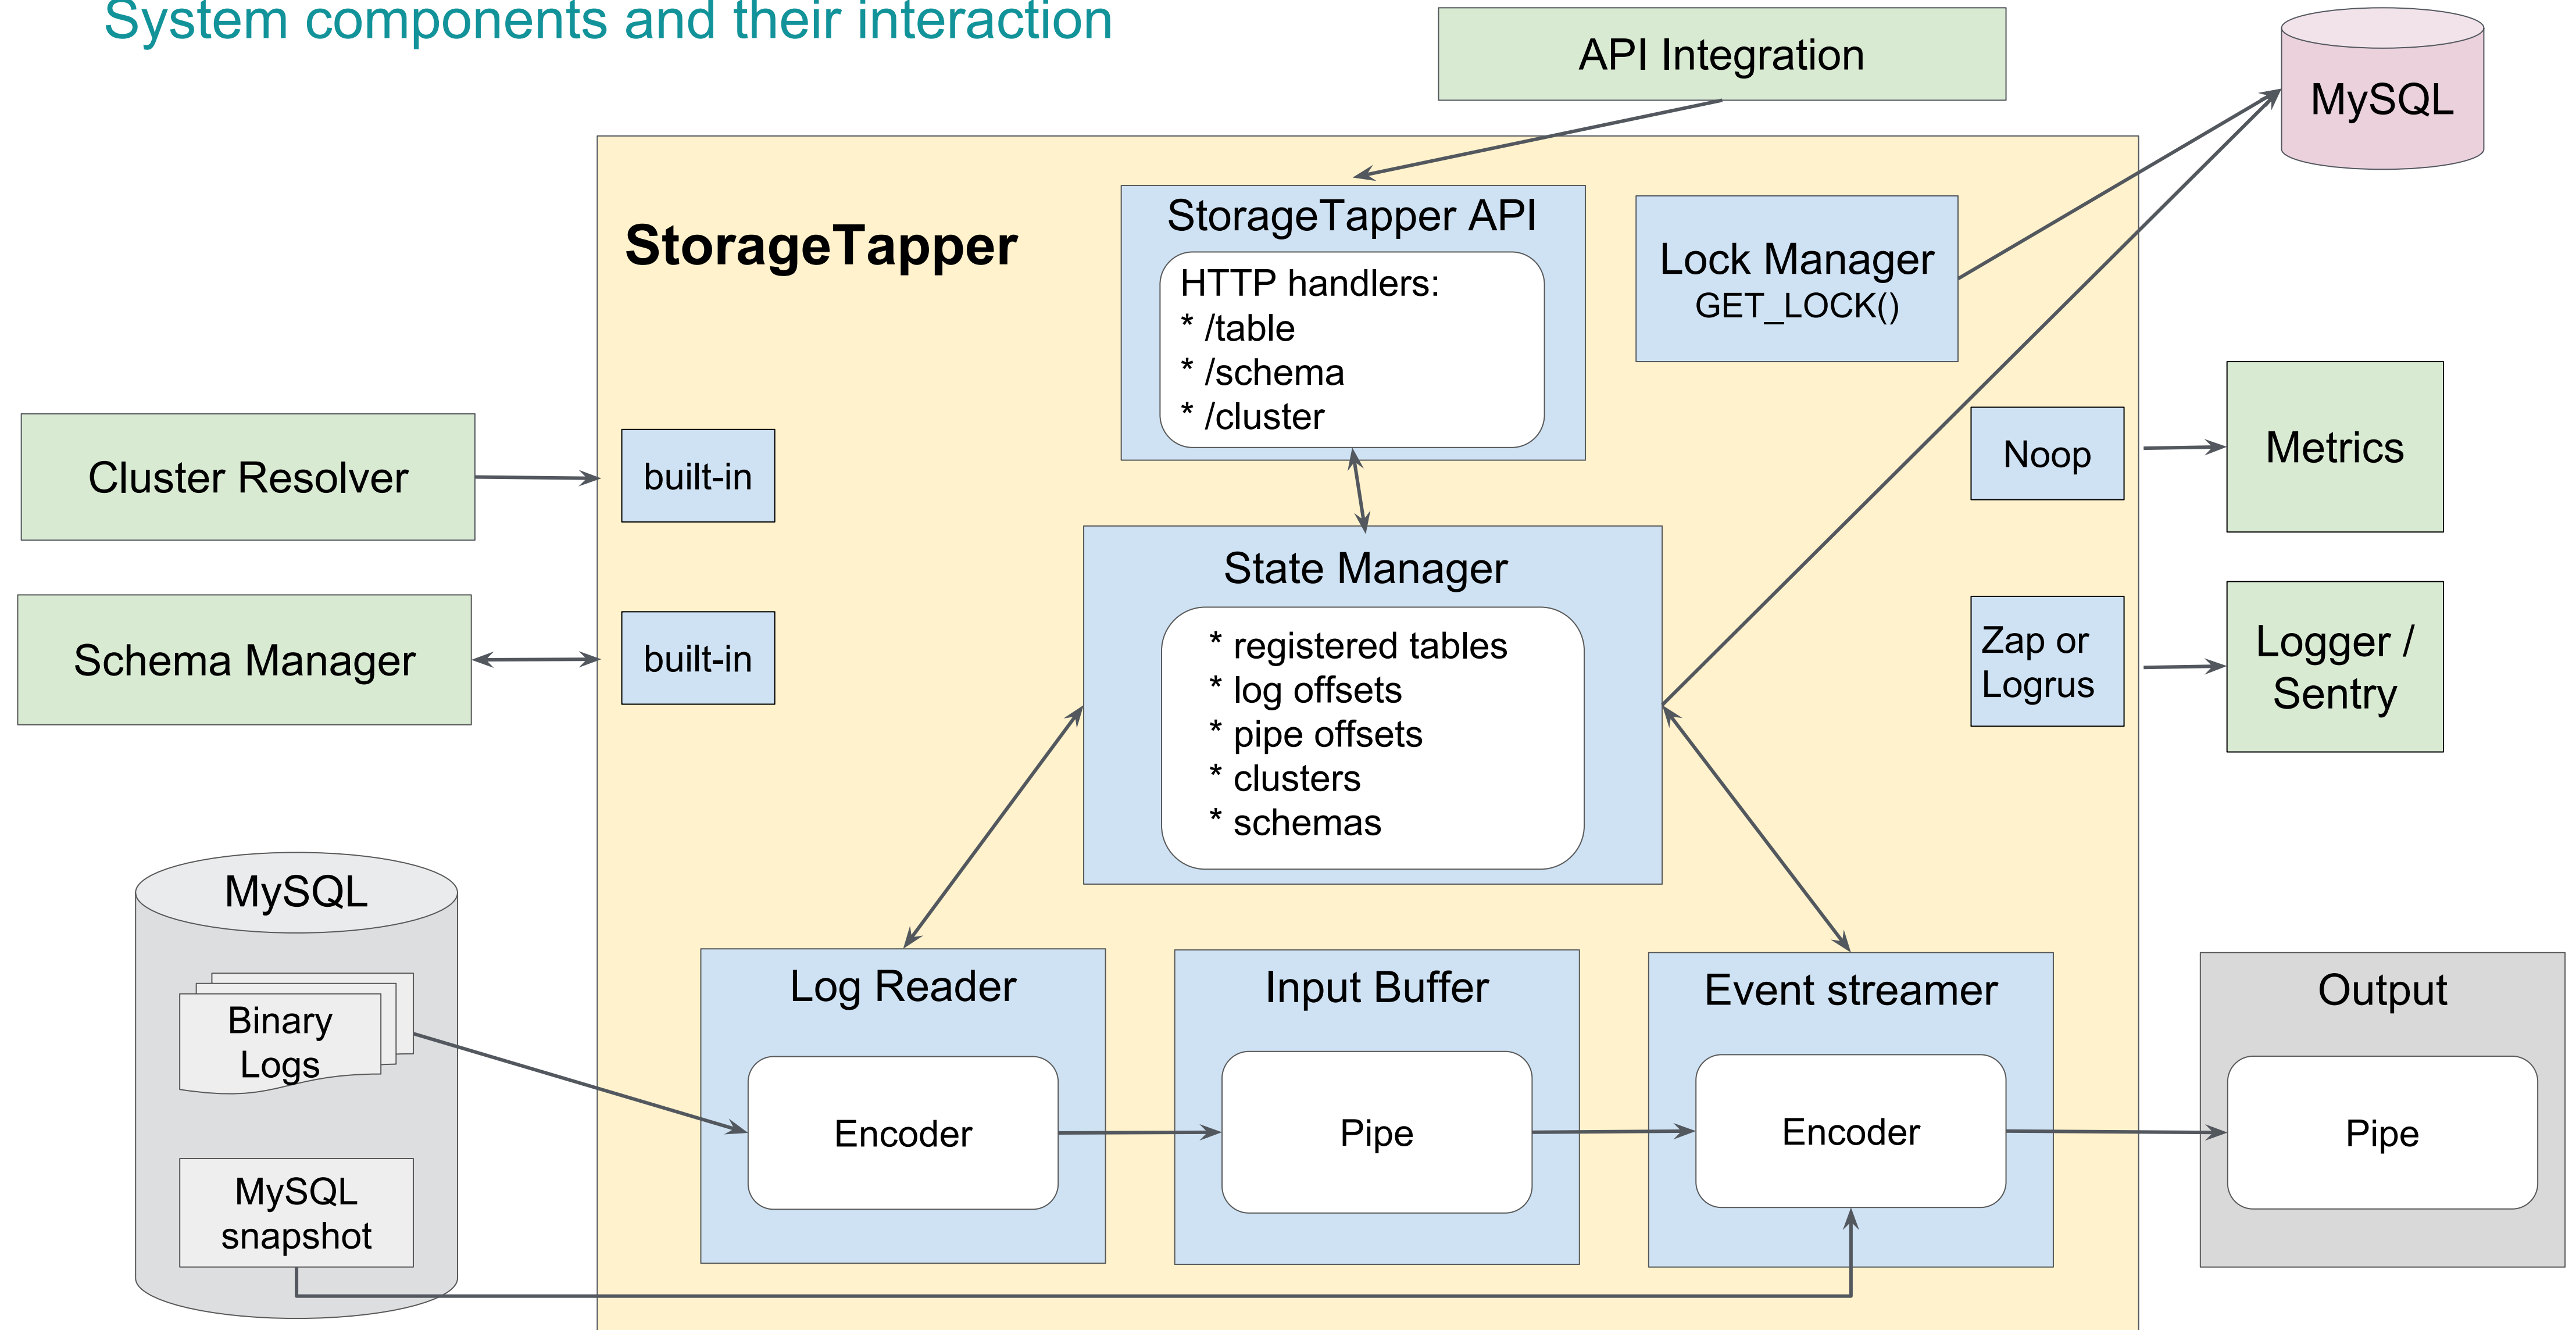 System components and their interaction
API Integration
MySQL
StorageTapper
StorageTapper API
HTTP handlers:
* /table
* /schema
* /cluster
Lock Manager
GET_LOCK()
Cluster Resolver
built-in
Noop
Metrics
Schema Manager
built-in
State Manager
* registered tables
* log offsets
* pipe offsets
* clusters
* schemas
Zap or
Logrus
Logger /
Sentry
MySQL
Binary
Logs
MySQL
snapshot
Log Reader
Encoder
Input Buffer
Pipe
Event streamer
Encoder
Output
Pipe